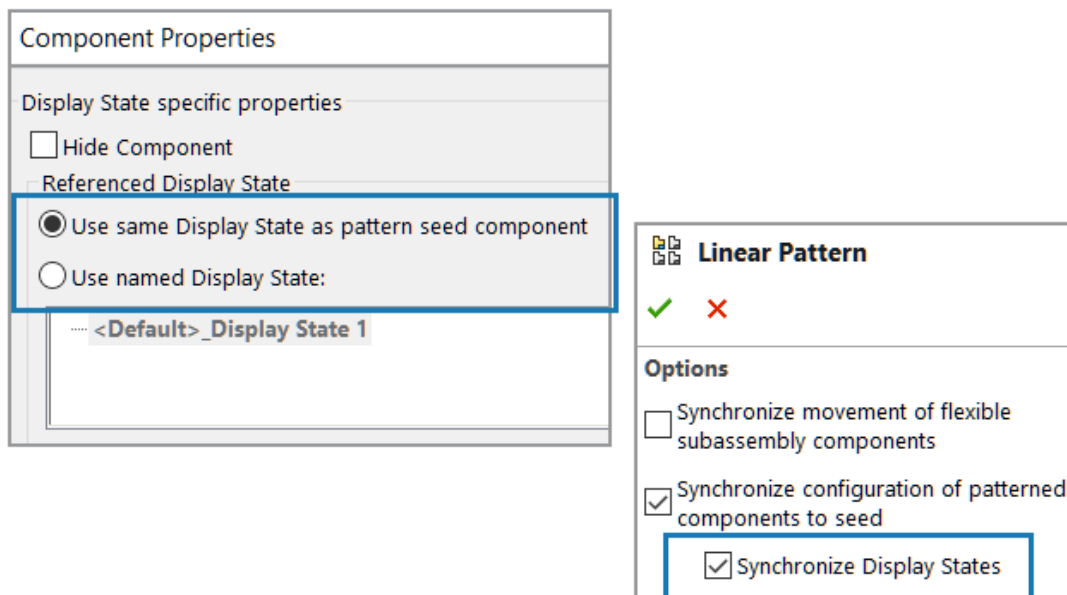 Component Properties
Display State specific properties
Hide Component
Referenced Display State
Use same Display State as pattern seed component
Use named Display State:
<Default>_Display State 1
Linear Pattern
Options
Synchronize movement of flexible
subassembly components
Synchronize configuration of patterned
components to seed
Synchronize Display States